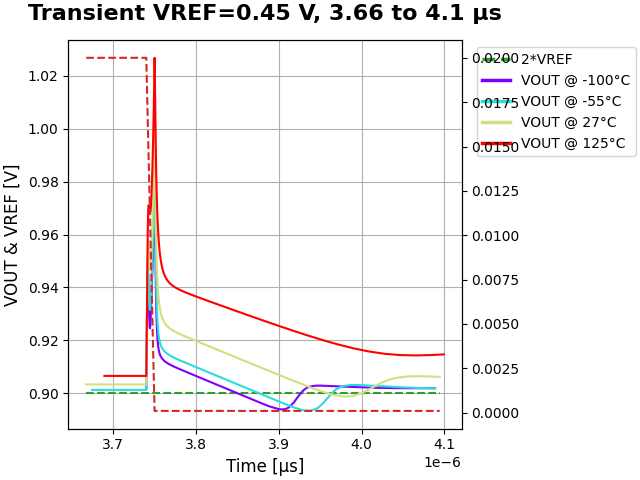 Transient VREF=0.45 V, 3.66 to 4.1 µs
VOUT & VREF [V]
1.02
1.00
0.98
0.96
0.94
0.92
0.90
3.7
3.8
3.9
4.0
4.1
1e−6
Time [µs]
0.0200
0.0175
0.0150
0.0125
0.0100
0.0075
0.0050
0.0025
0.0000
2*VREF
VOUT @ -100°C
VOUT @ -55°C
VOUT @ 27°C
VOUT @ 125°C